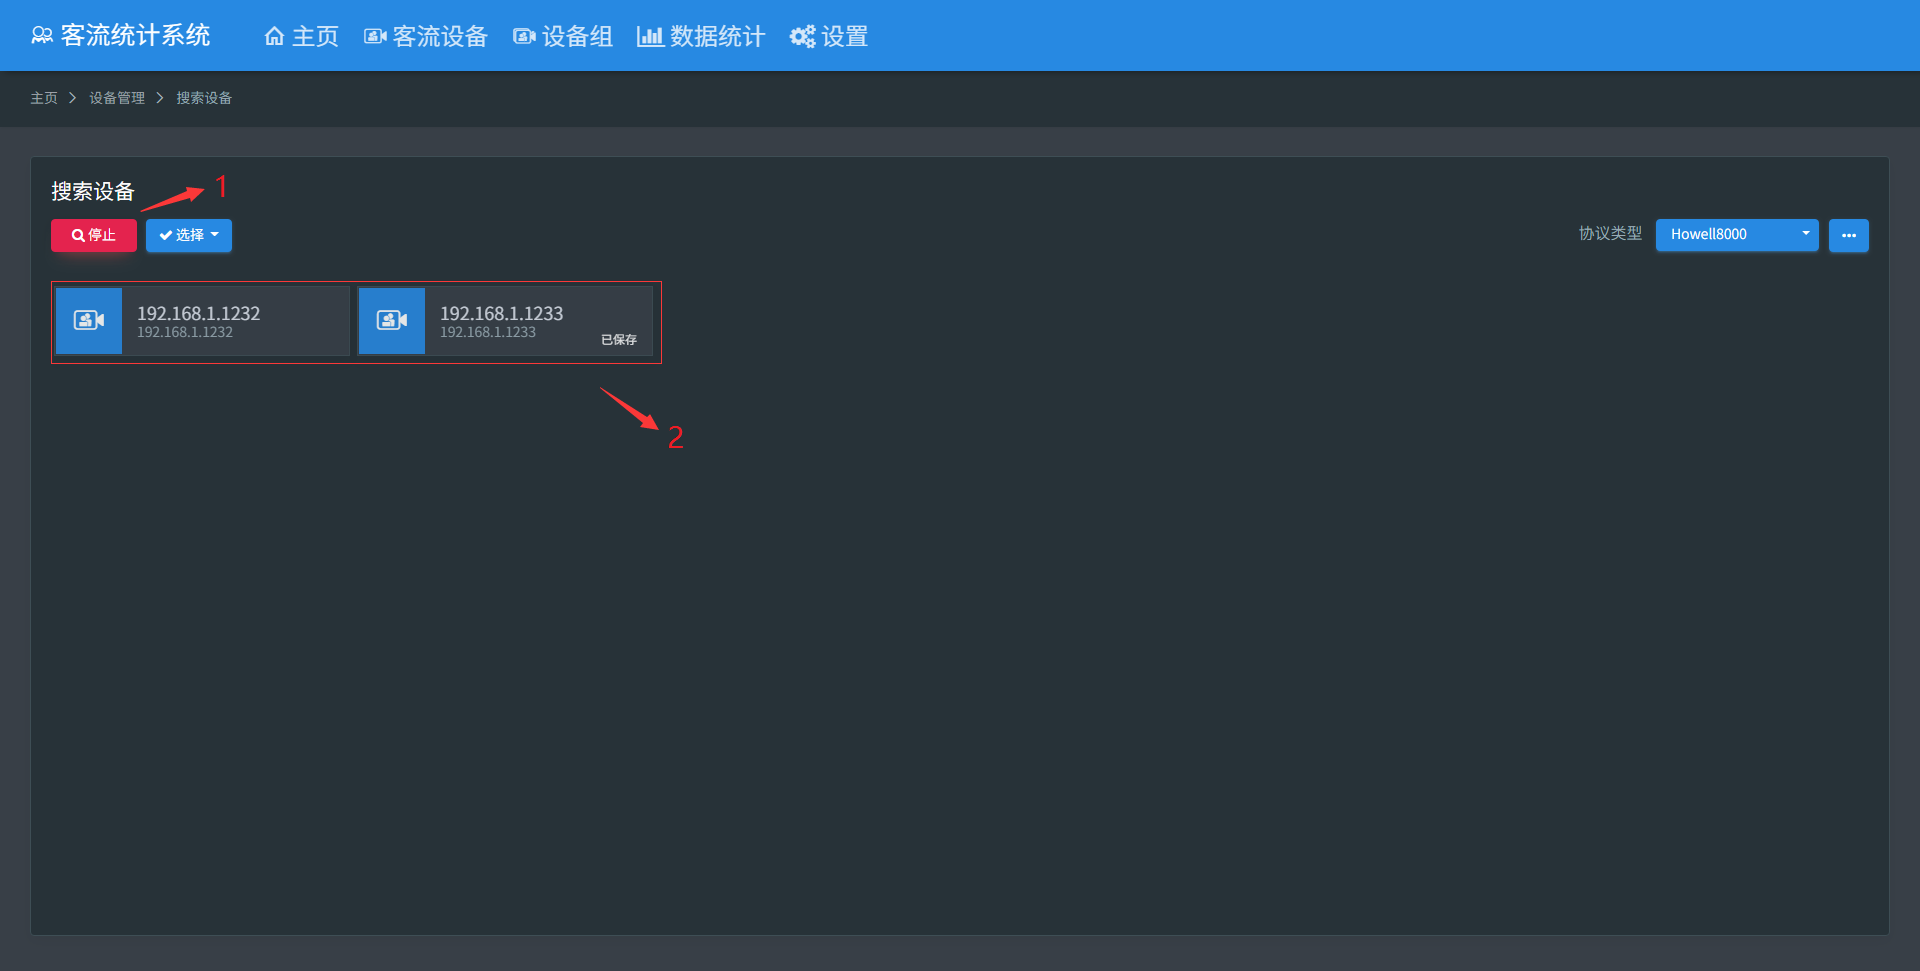 客流统计系统 主页 客流设备 设备组 数据统计 设置
主页 设备管理 搜索设备
搜索设备
1
停止 选择
协议类型 Howell8000
192.168.1.1232
192.168.1.1232
192.168.1.1233
192.168.1.1233
已保存
2